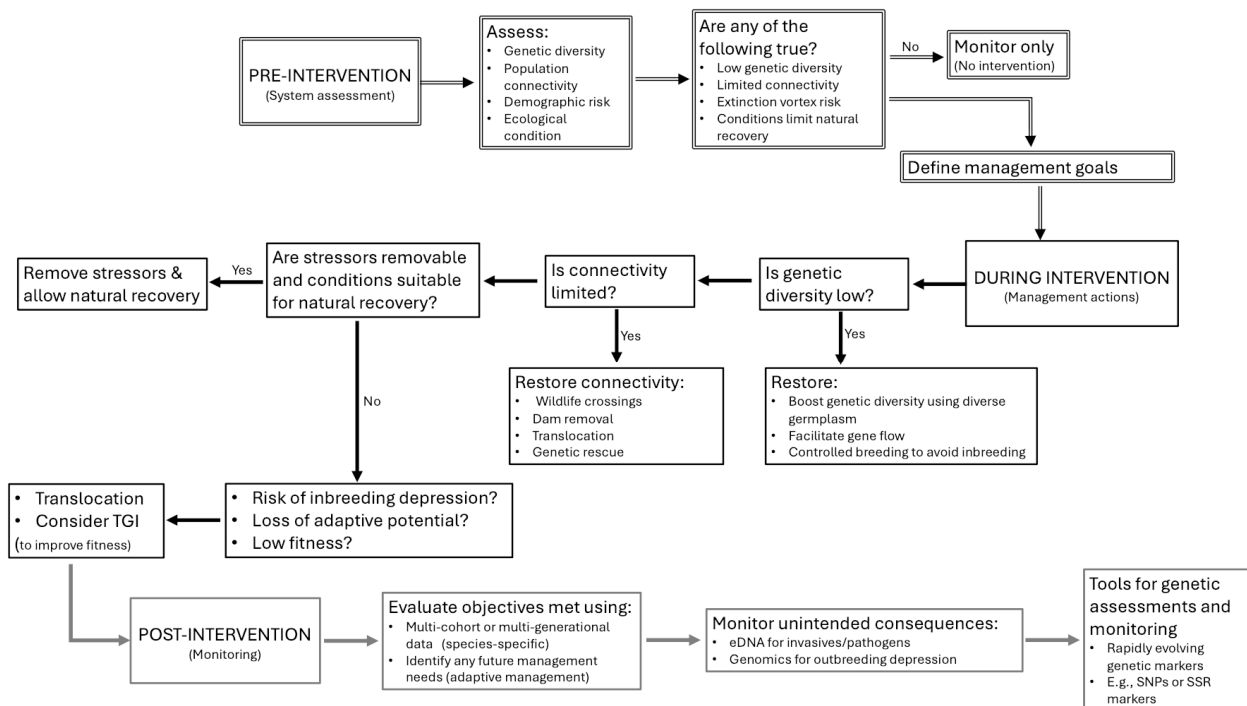 PRE-INTERVENTION
(System assessment)
Assess:
• Genetic diversity
• Population
connectivity
• Demographic risk
• Ecological
condition
Are any of the
following true?
• Low genetic diversity
• Limited connectivity
• Extinction vortex risk
• Conditions limit natural
recovery
No
Monitor only
(No intervention)
Define management goals
DURING INTERVENTION
(Management actions)
Is genetic
diversity low?
Yes
Restore:
• Boost genetic diversity using diverse
germplasm
• Facilitate gene flow
• Controlled breeding to avoid inbreeding
Is connectivity
limited?
Yes
Restore connectivity:
• Wildlife crossings
• Dam removal
• Translocation
• Genetic rescue
Are stressors removable
and conditions suitable
for natural recovery?
Yes
Remove stressors &
allow natural recovery
No
• Risk of inbreeding depression?
• Loss of adaptive potential?
• Low fitness?
• Translocation
• Consider TGI
(to improve fitness)
POST-INTERVENTION
(Monitoring)
Evaluate objectives met using:
• Multi-cohort or multi-generational
data (species-specific)
• Identify any future management
needs (adaptive management)
Monitor unintended consequences:
• eDNA for invasives/pathogens
• Genomics for outbreeding depression
Tools for genetic
assessments and
monitoring
• Rapidly evolving
genetic markers
• E.g., SNPs or SSR
markers